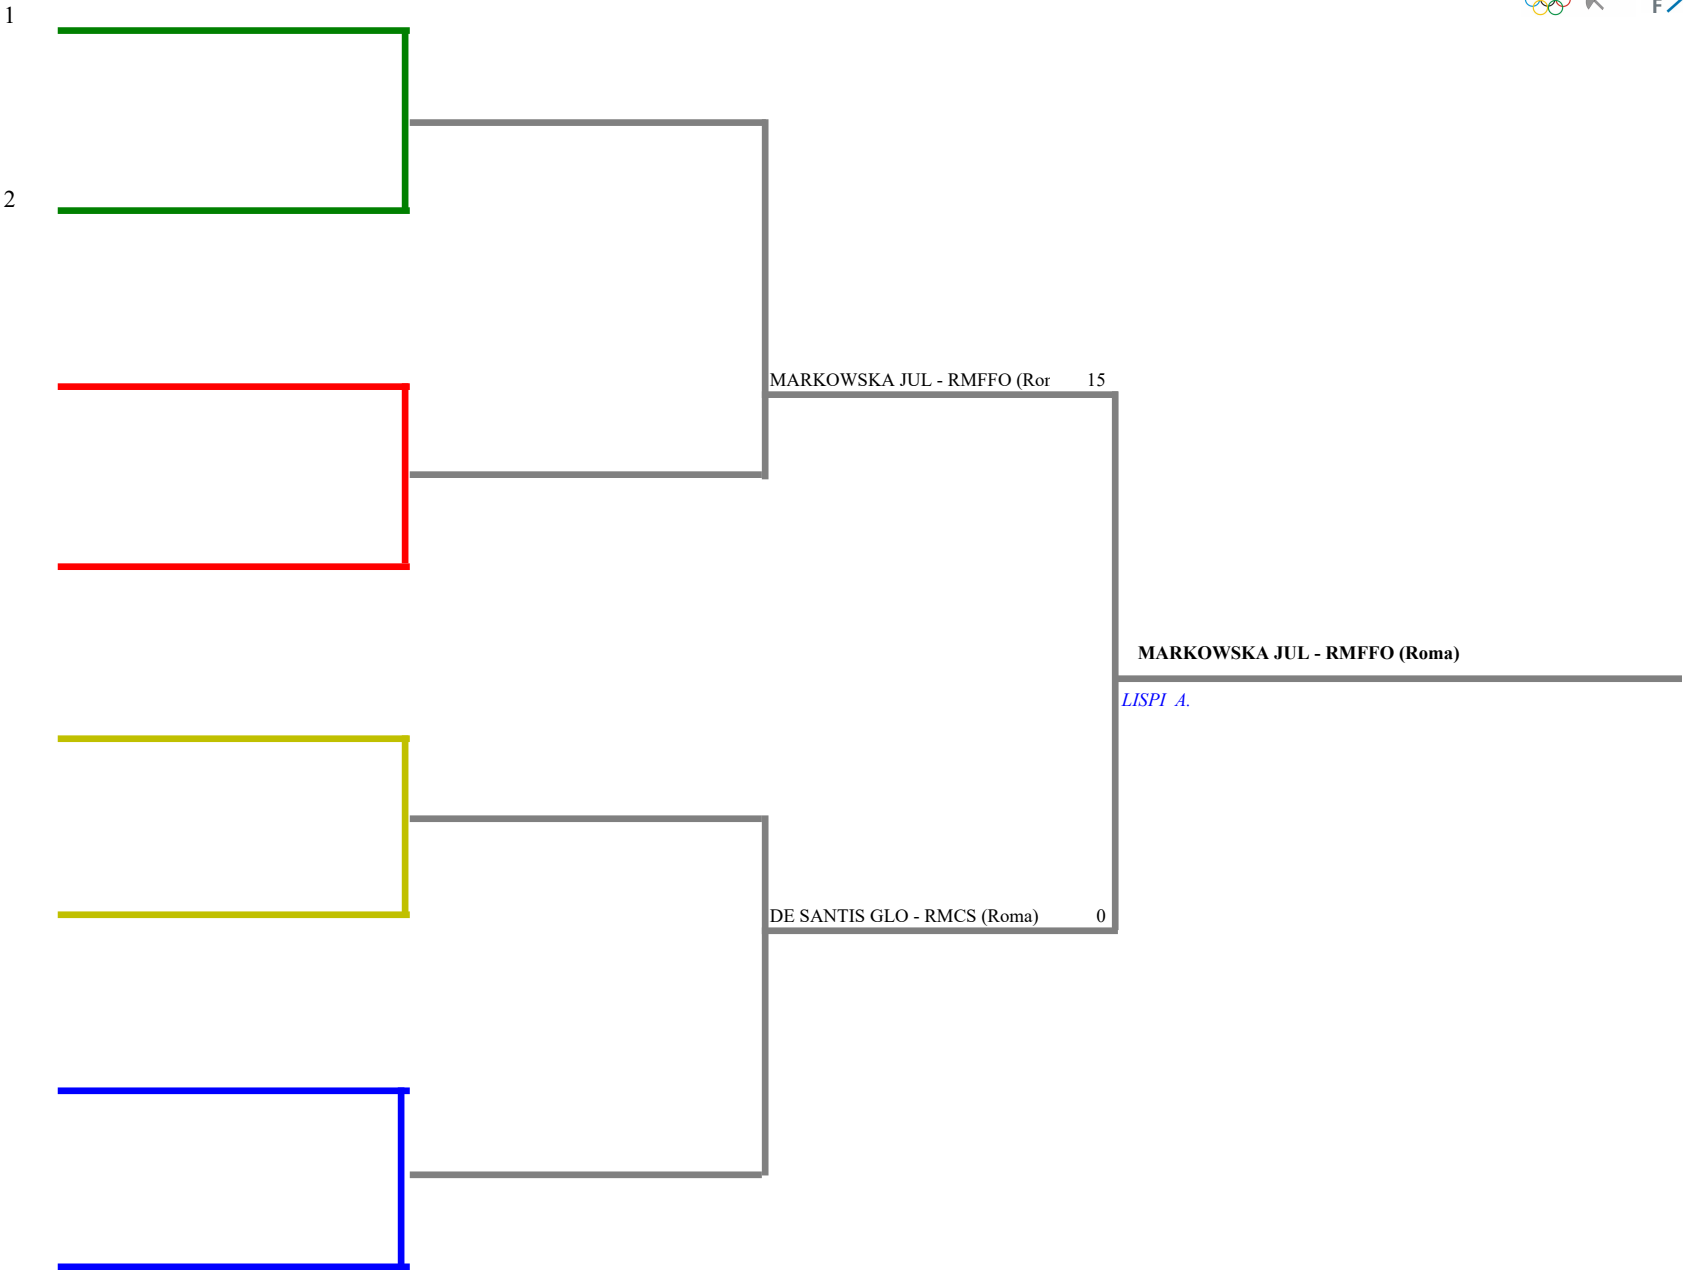 1
2
F
MARKOWSKA JUL - RMFFO (Ror 15
MARKOWSKA JUL - RMFFO (Roma)
LISPI A.
DE SANTIS GLO - RMCS (Roma) 0